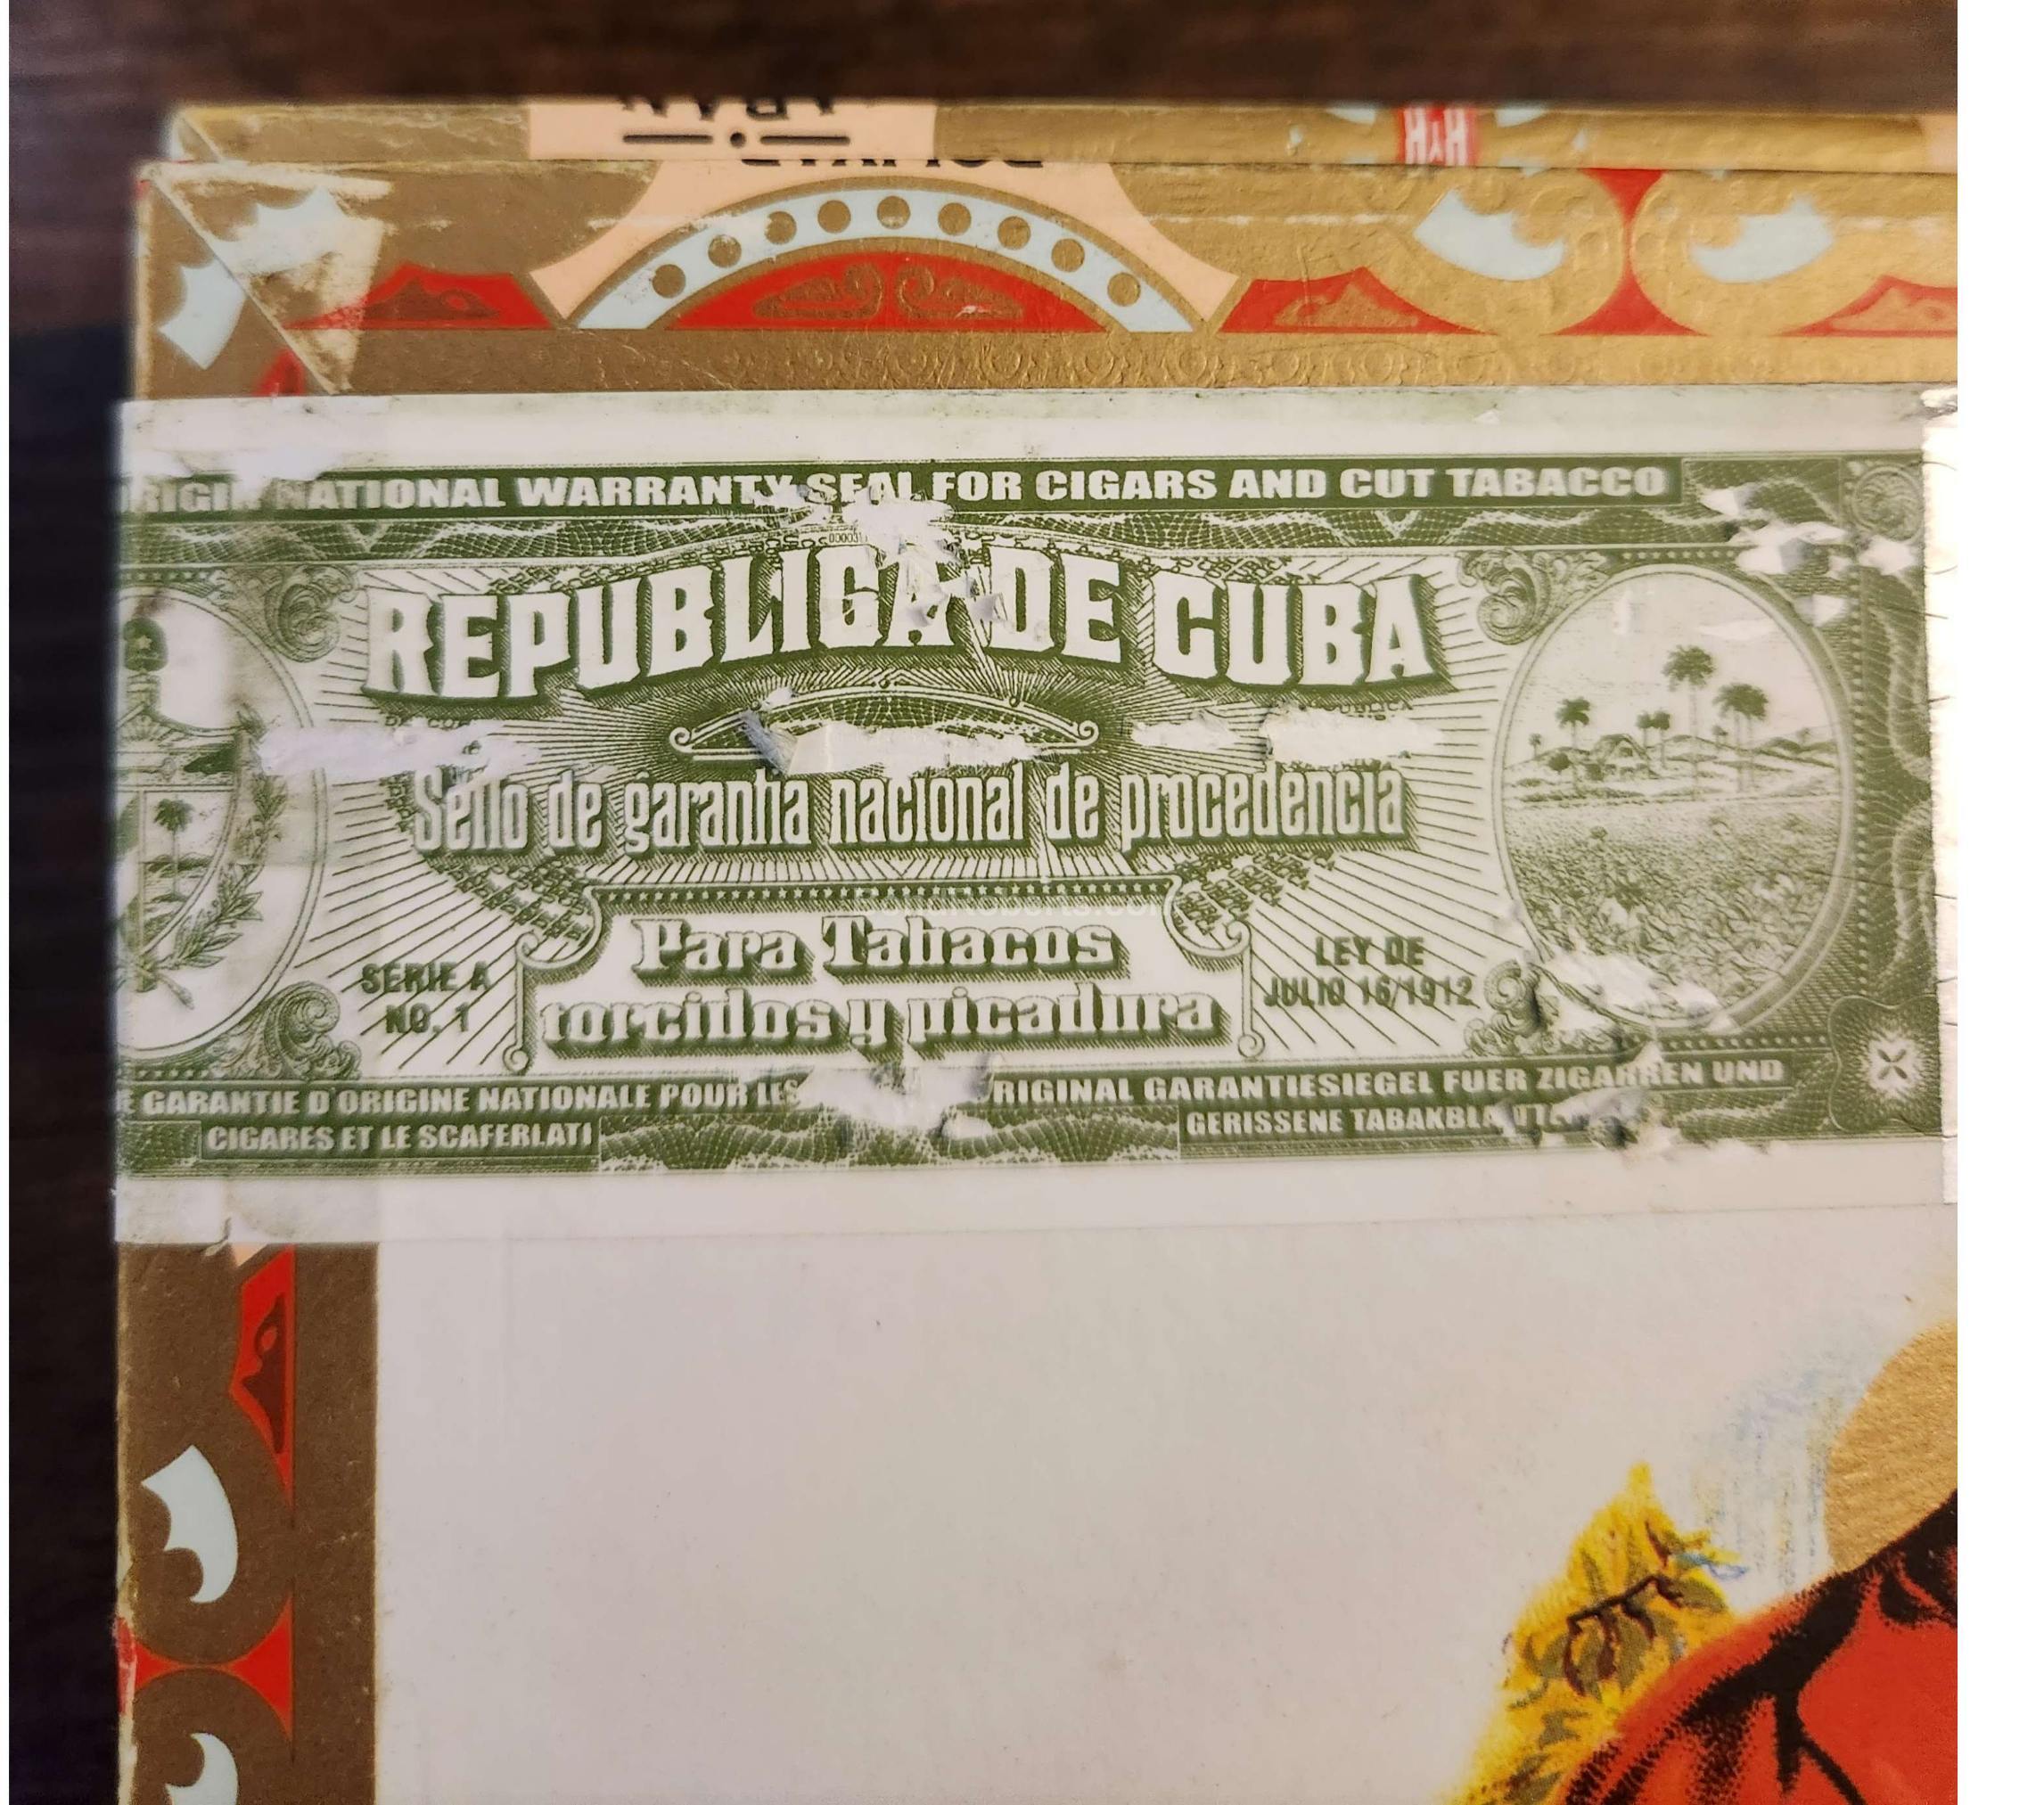 HYH
RIGIN NATIONAL WARRANTY SEAL FOR CIGARS AND CUT TABACCO
REPUBLICA DE CUBA
Sello de garantia nacional de procedencia
Para Tabacos
torcidos y picadura
SERIE A
NO. 1
LEY DE
JULIO 16/1912
E GARANTIE D'ORIGINE NATIONALE POUR LES
CIGARES ET LE SCAFERLATI
RIGINAL GARANTIESIEGEL FUER ZIGARREN UND
GERISSENE